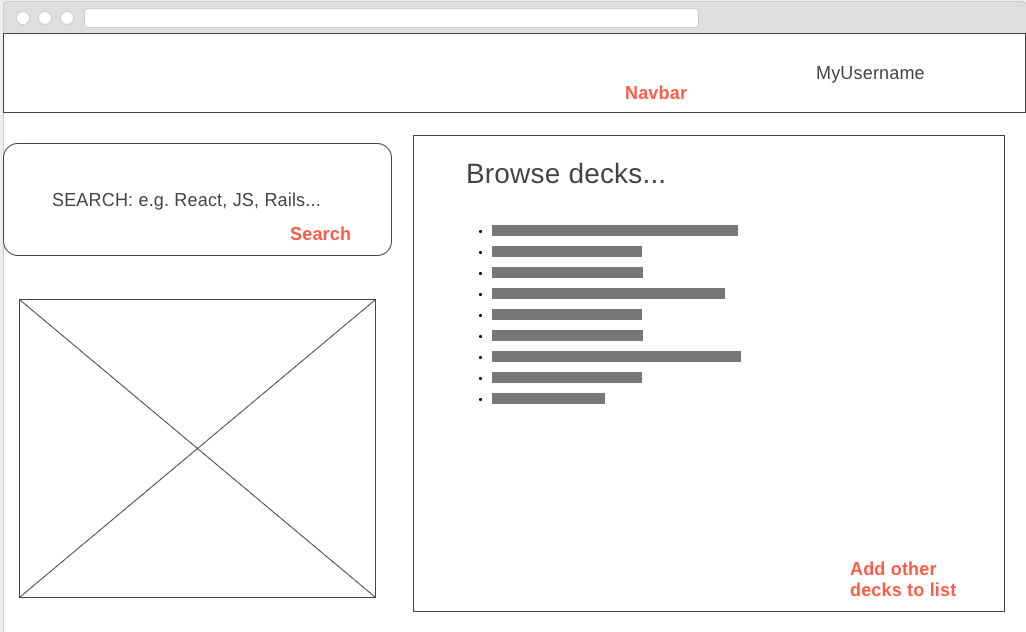 MyUsername
Navbar
SEARCH: e.g. React, JS, Rails...
Search
Browse decks...
Add other
decks to list